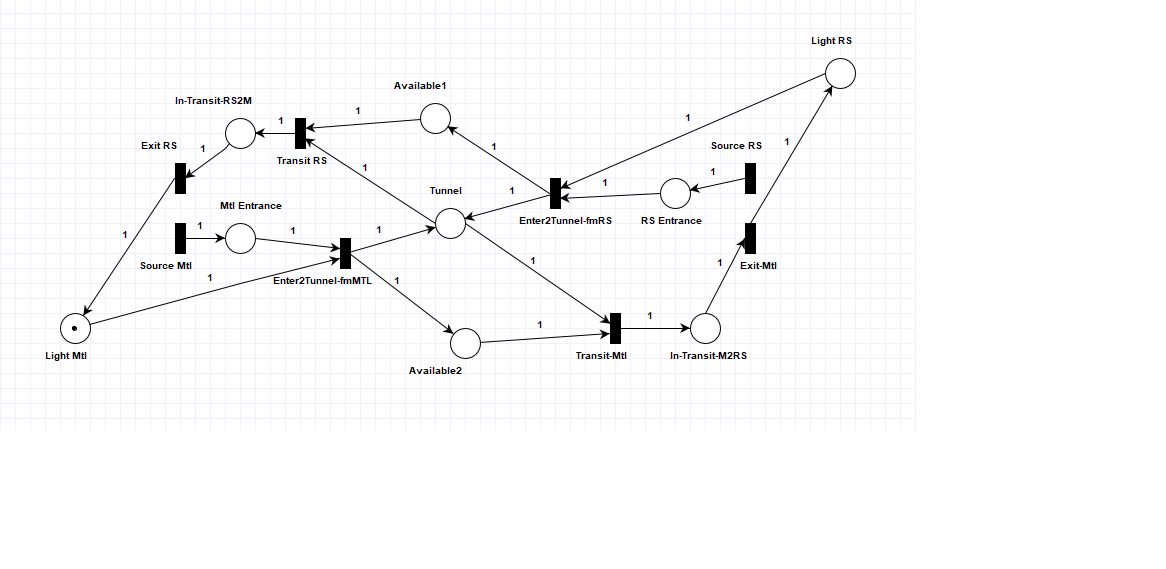 Light RS
Available1
In-Transit-RS2M
1
1
1
Exit RS
1
1
Source RS
1
Transit RS
1
1
1
Tunnel
1
Mtl Entrance
Enter2Tunnel-fmRS
RS Entrance
1
1
1
1
Source Mtl
1
1
1
Exit-Mtl
Enter2Tunnel-fmMTL
1
1
1
1
Light Mtl
Transit-Mtl
In-Transit-M2RS
Available2